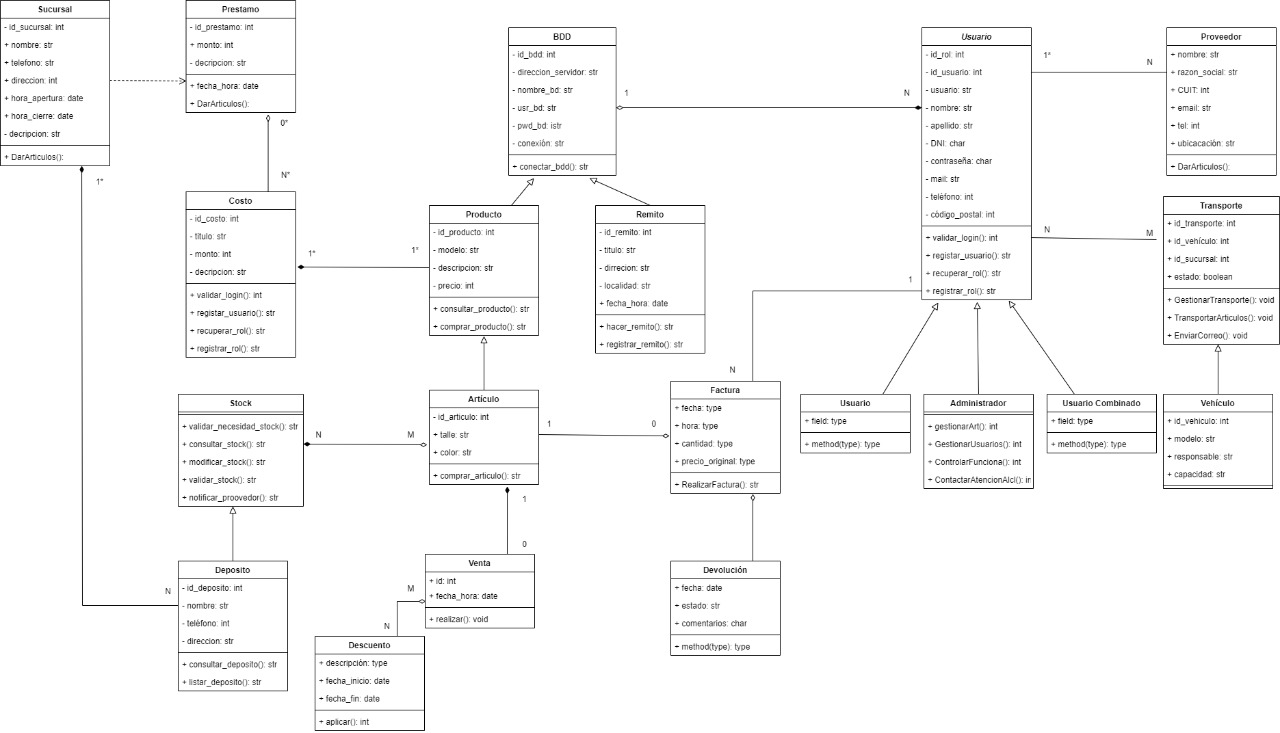 Sucursal
- id_sucursal: int
+ nombre: str
+ telefono: str
+ direccion: int
+ hora_apertura: date
+ hora_cierre: date
- decripcion: str
+ DarArticulos():
1*
Prestamo
- id_prestamo: int
+ monto: int
- decripcion: str
+ fecha_hora: date
+ DarArticulos():
0*
N*
Costo
- id_costo: int
- título: str
- monto: int
- decripcion: str
+ validar_login(): int
+ registar_usuario(): str
+ recuperar_rol(): str
+ registrar_rol(): str
1*
1*
BDD
- id_bdd: int
- direccion_servidor: str
- nombre_bd: str
- usr_bd: str
- pwd_bd: istr
- conexión: str
+ conectar_bdd(): str
1
N
Producto
- id_producto: int
- modelo: str
- descripcion: str
- precio: int
+ consultar_producto(): str
+ comprar_producto(): str
Remito
- id_remito: int
- título: str
- dirrecion: str
- localidad: str
+ fecha_hora: date
+ hacer_remito(): str
+ registrar_remito(): str
Usuario
- id_rol: int
- id_usuario: int
- usuario: str
- nombre: str
- apellido: str
- DNI: char
- contraseña: char
- mail: str
- teléfono: int
- código_postal: int
+ validar_login(): int
+ registar_usuario(): str
+ recuperar_rol(): str
+ registrar_rol(): str
1*
N
N
M
1
N
Proveedor
+ nombre: str
+ razon_social: str
+ CUIT: int
+ email: str
+ tel: int
+ ubicacación: str
+ DarArticulos():
Transporte
+ id_transporte: int
+ id_vehículo: int
+ id_sucursal: int
+ estado: boolean
+ GestionarTransporte(): void
+ TransportarArticulos(): void
+ EnviarCorreo(): void
Stock
+ validar_necesidad_stock(): str
+ consultar_stock(): str
+ modificar_stock(): str
+ validar_stock(): str
+ notificar_proovedor(): str
N
M
Artículo
- id_articulo: int
+ talle: str
+ color: str
+ comprar_articulo(): str
1
0
1
0
Factura
+ fecha: type
+ hora: type
+ cantidad: type
+ precio_original: type
+ RealizarFactura(): str
Usuario
+ field: type
+ method(type): type
Administrador
+ gestionarArt(): int
+ GestionarUsuarios(): int
+ ControlarFunciona(): int
+ ContactarAtencionAlcl(): in
Usuario Combinado
+ field: type
+ method(type): type
Vehículo
+ id_vehiculo: int
+ modelo: str
+ responsable: str
+ capacidad: str
N
Deposito
- id_deposito: int
- nombre: str
- teléfono: int
- direccion: str
+ consultar_deposito(): str
+ listar_deposito(): str
Venta
+ id: int
+ fecha_hora: date
+ realizar(): void
M
N
Descuento
+ descripción: type
+ fecha_inicio: date
+ fecha_fin: date
+ aplicar(): int
Devolución
+ fecha: date
+ estado: str
+ comentarios: char
+ method(type): type